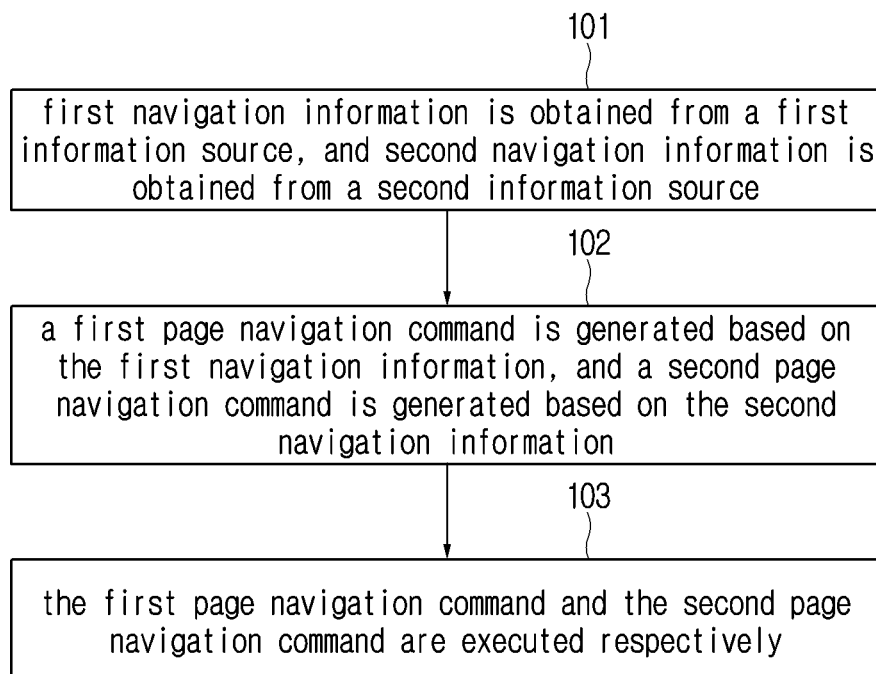 101
first navigation information is obtained from a first
information source, and second navigation information is
obtained from a second information source
102
a first page navigation command is generated based on
the first navigation information, and a second page
navigation command is generated based on the second
navigation information
103
the first page navigation command and the second page
navigation command are executed respectively